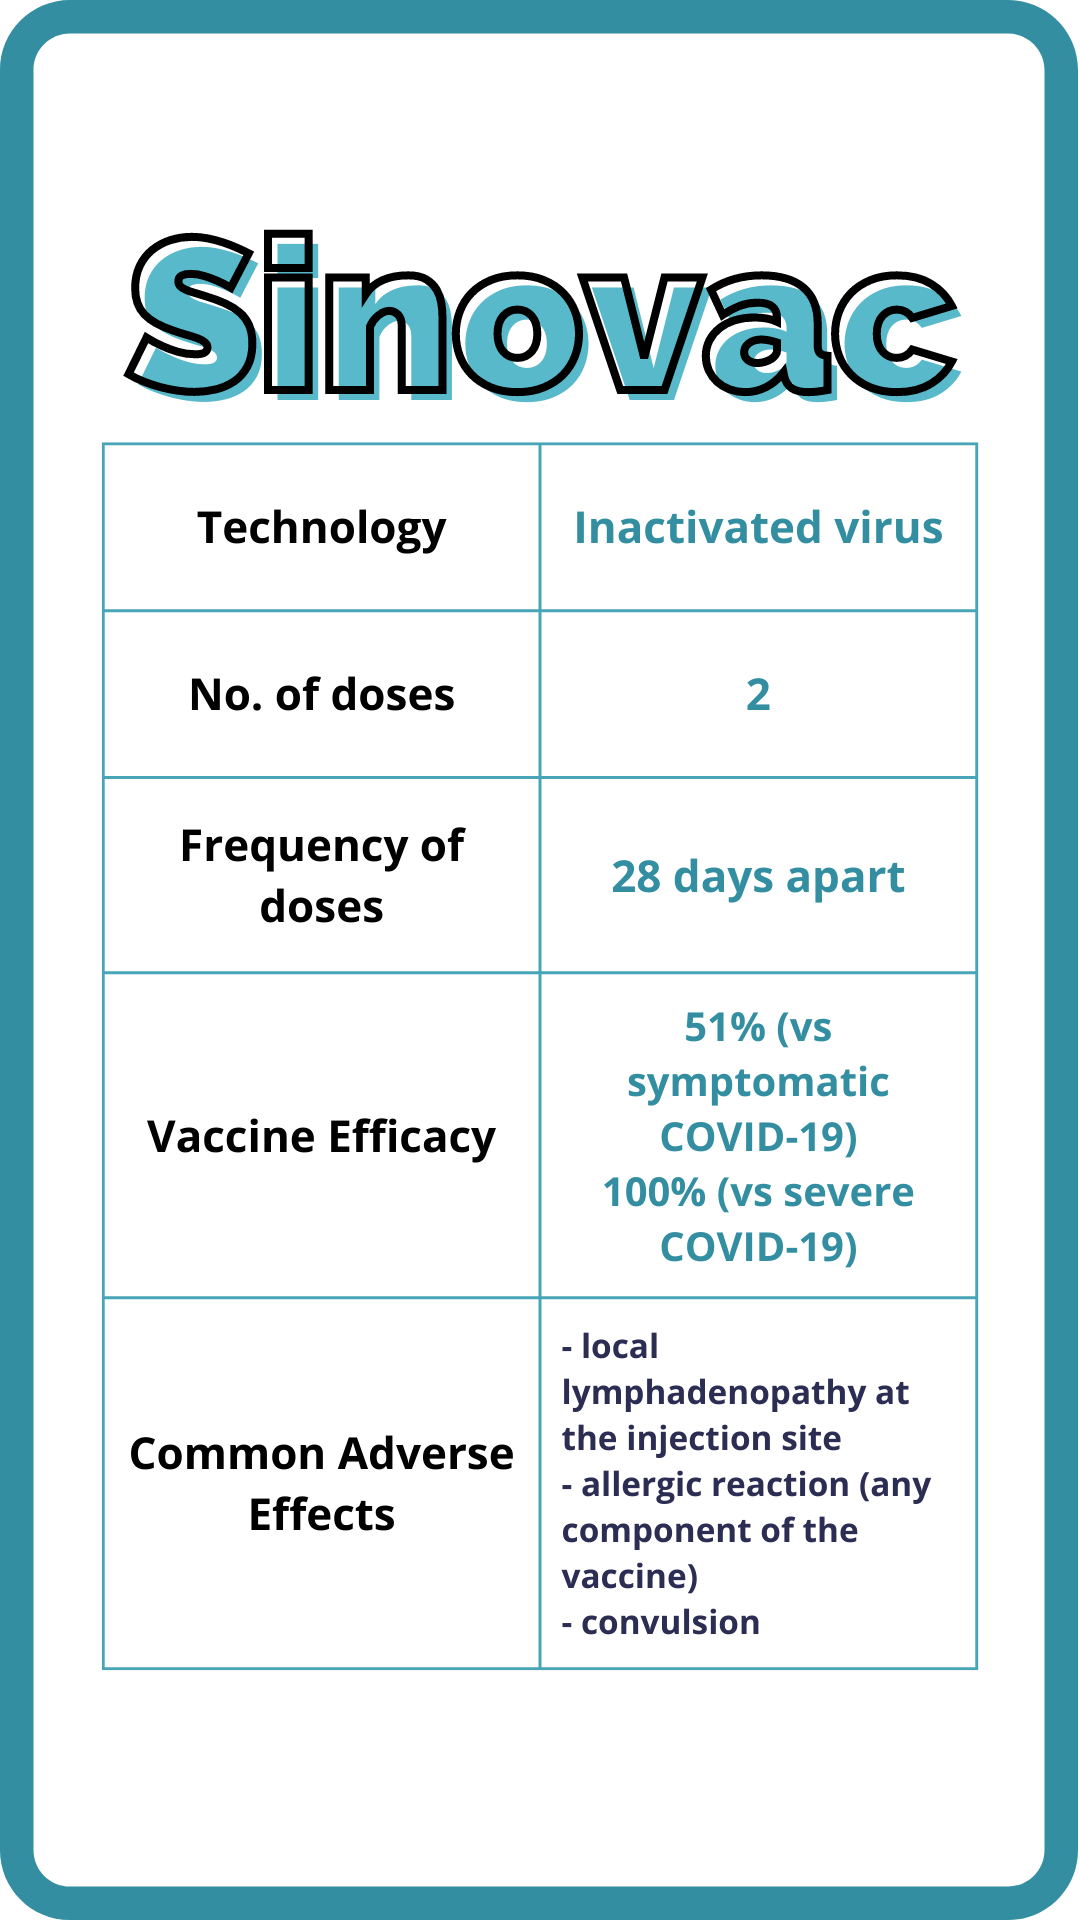 Sinovac
Technology
Inactivated virus
No. of doses
2
Frequency of
doses
28 days apart
Vaccine Efficacy
51% (vs
symptomatic
COVID-19)
100% (vs severe
COVID-19)
Common Adverse
Effects
- local
lymphadenopathy at
the injection site
- allergic reaction (any
component of the
vaccine)
- convulsion